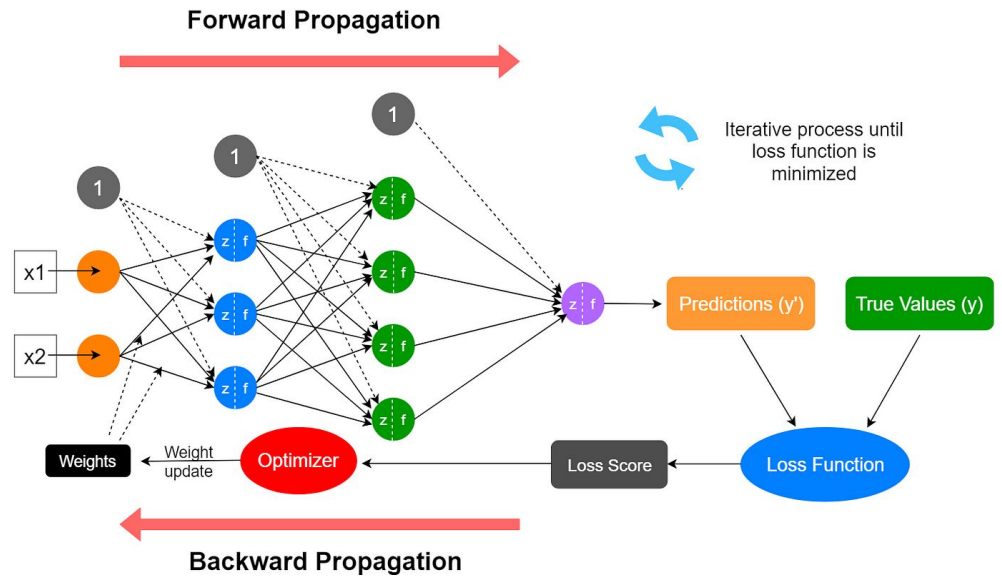 Forward Propagation
1
1
1
Iterative process until
loss function is
minimized
z f
z f
x1
z f
z f
z f
z f
Predictions (y')
True Values (y)
x2
z f
z f
Weights
Weight
update
Optimizer
Loss Score
Loss Function
Backward Propagation